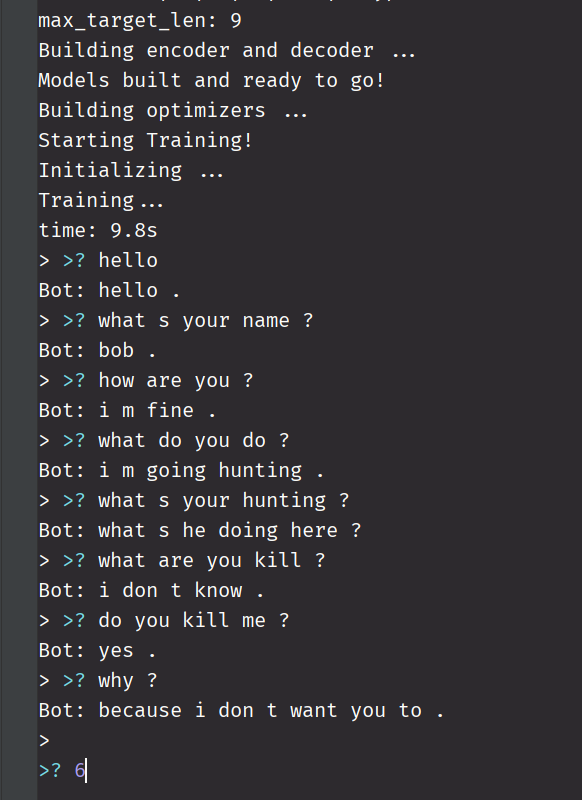 max_target_len: 9
Building encoder and decoder ...
Models built and ready to go!
Building optimizers ...
Starting Training!
Initializing ...
Training...
time: 9.8s
> >? hello
Bot: hello .
> >? what s your name ?
Bot: bob .
> >? how are you ?
Bot: i m fine .
> >? what do you do ?
Bot: i m going hunting .
> >? what s your hunting ?
Bot: what s he doing here ?
> >? what are you kill ?
Bot: i don t know .
> >? do you kill me ?
Bot: yes .
> >? why ?
Bot: because i don t want you to .
>
>? 6